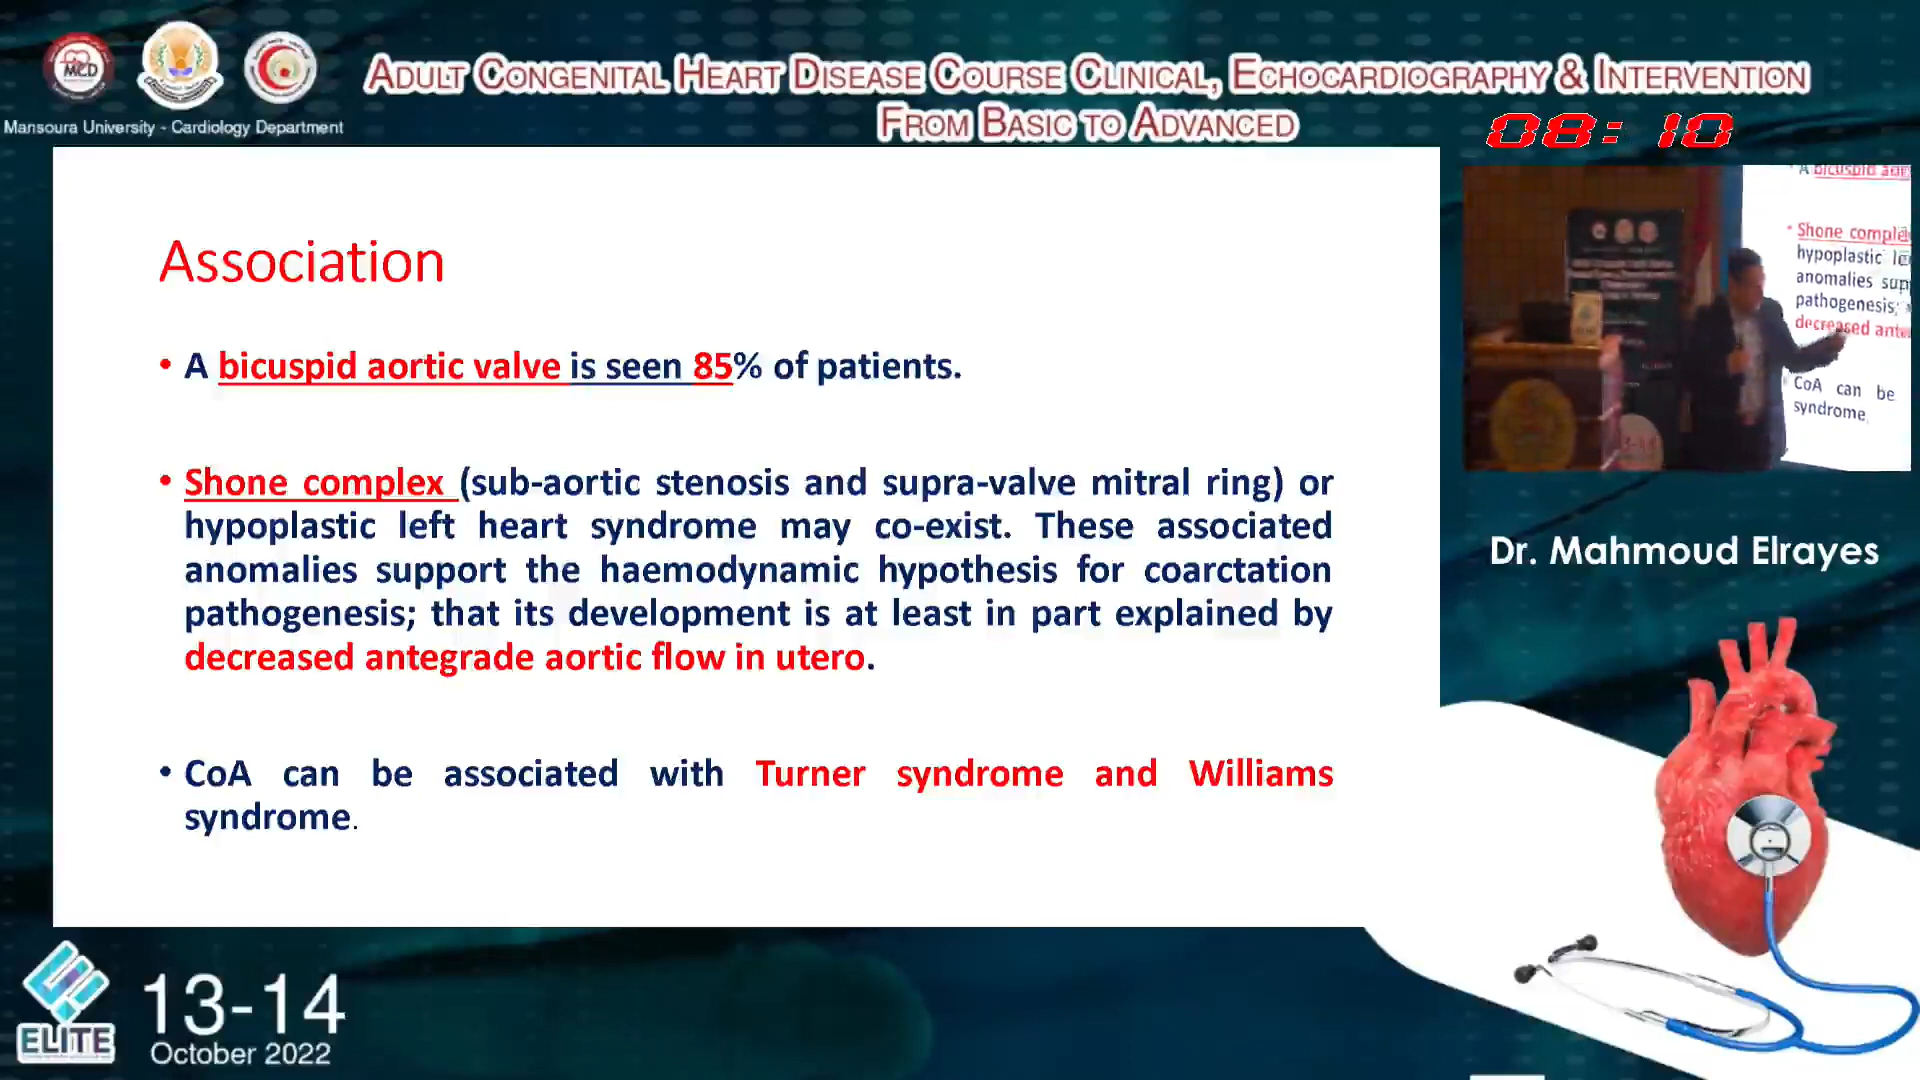 MCD
Mansoura University - Cardiology Department
ADULT CONGENITAL HEART DISEASE COURSE CLINICAL, ECHOCARDIOGRAPHY & INTERVENTION
FROM BASIC TO ADVANCED
08: 10
Association
• A bicuspid aortic valve is seen 85% of patients.
• Shone complex (sub-aortic stenosis and supra-valve mitral ring) or
hypoplastic left heart syndrome may co-exist. These associated
anomalies support the haemodynamic hypothesis for coarctation
pathogenesis; that its development is at least in part explained by
decreased antegrade aortic flow in utero.
• CoA can be associated with Turner syndrome and Williams
syndrome.
A bicuspid
• Shone
hypoplastic
anomalies
pathogenesis;
decreased
CoA can be
syndrome.
Dr. Mahmoud Elrayes
ELITE
13-14
October 2022